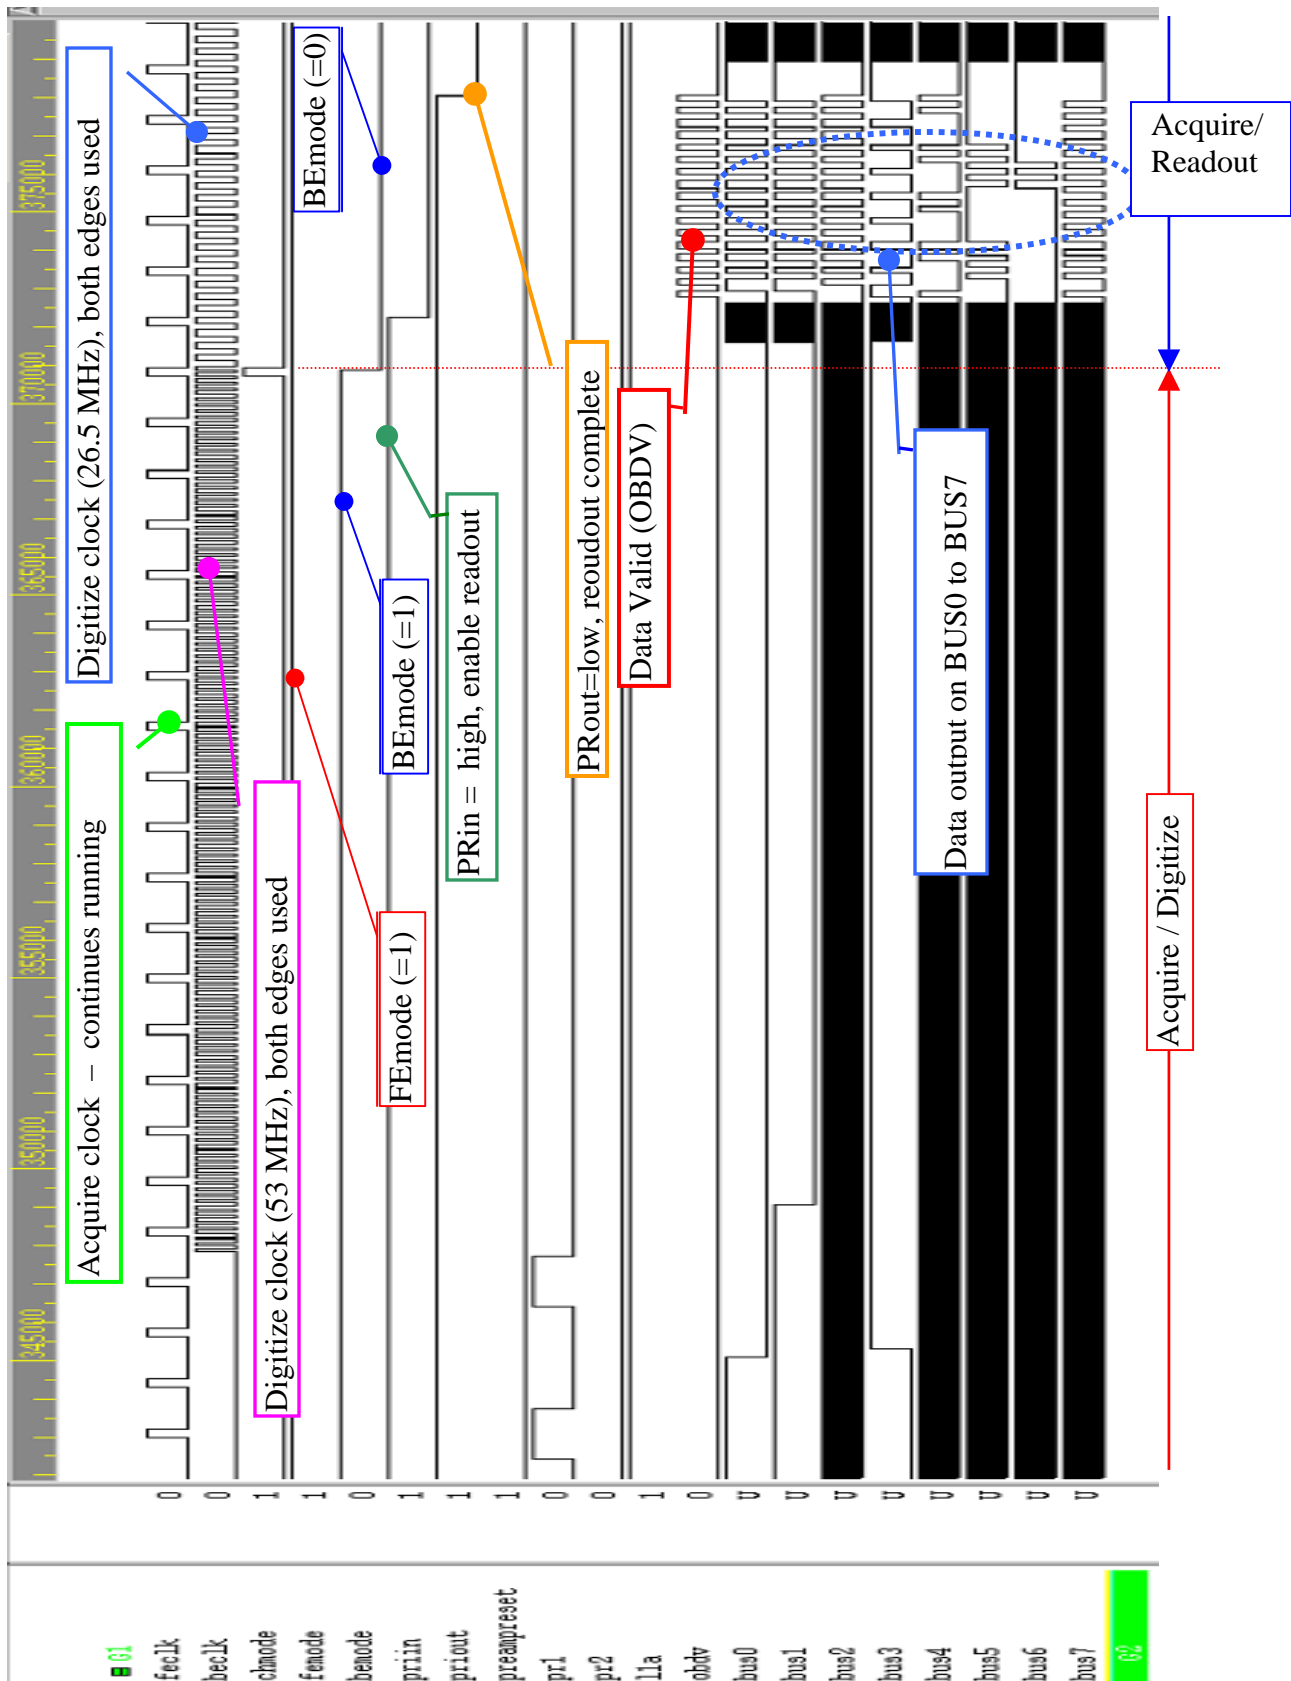 345000
350000
355000
360000
365000
370000
375000
Acquire clock – continues running
Digitize clock (26.5 MHz), both edges used
Digitize clock (53 MHz), both edges used
BEmode (=0)
FEmode (=1)
BEmode (=1)
PRin = high, enable readout
PRout=low, reoudout complete
Data Valid (OBDV)
Data output on BUS0 to BUS7
Acquire/
Readout
Acquire / Digitize
G1
feclk 0
beclk 0
chmode 1
femode 1
bemode 0
priin 1
priout 1
preampreset 1
pr1 0
pr2 0
l1a 1
obdv 0
bus0 U
bus1 U
bus2 U
bus3 U
bus4 U
bus5 U
bus6 U
bus7 U
G2